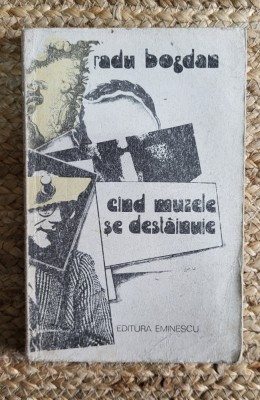 radu bogdan
cînd muzele
se destăinuie
EDITURA EMINESCU